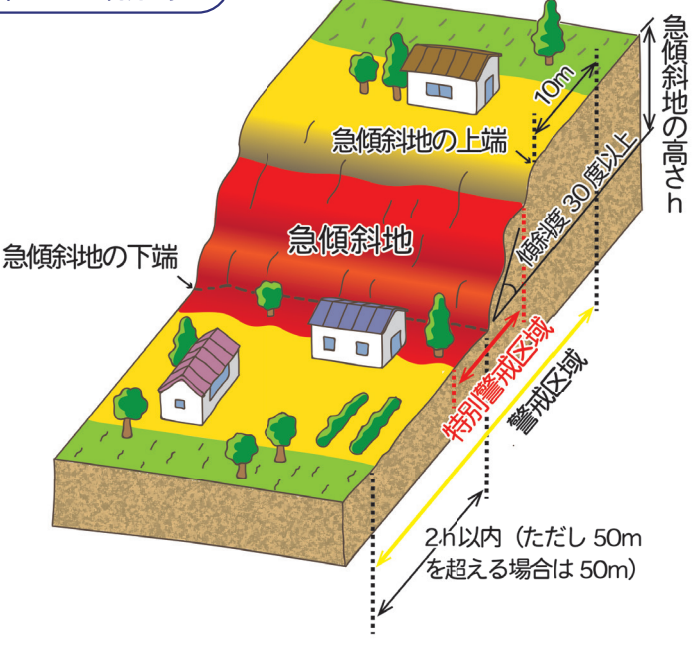 急傾斜地の高さh
10m
急傾斜地の上端
傾斜度 30度以上
急傾斜地
急傾斜地の下端
特別警戒区域
警戒区域
2h以内（ただし 50m
を超える場合は 50m）